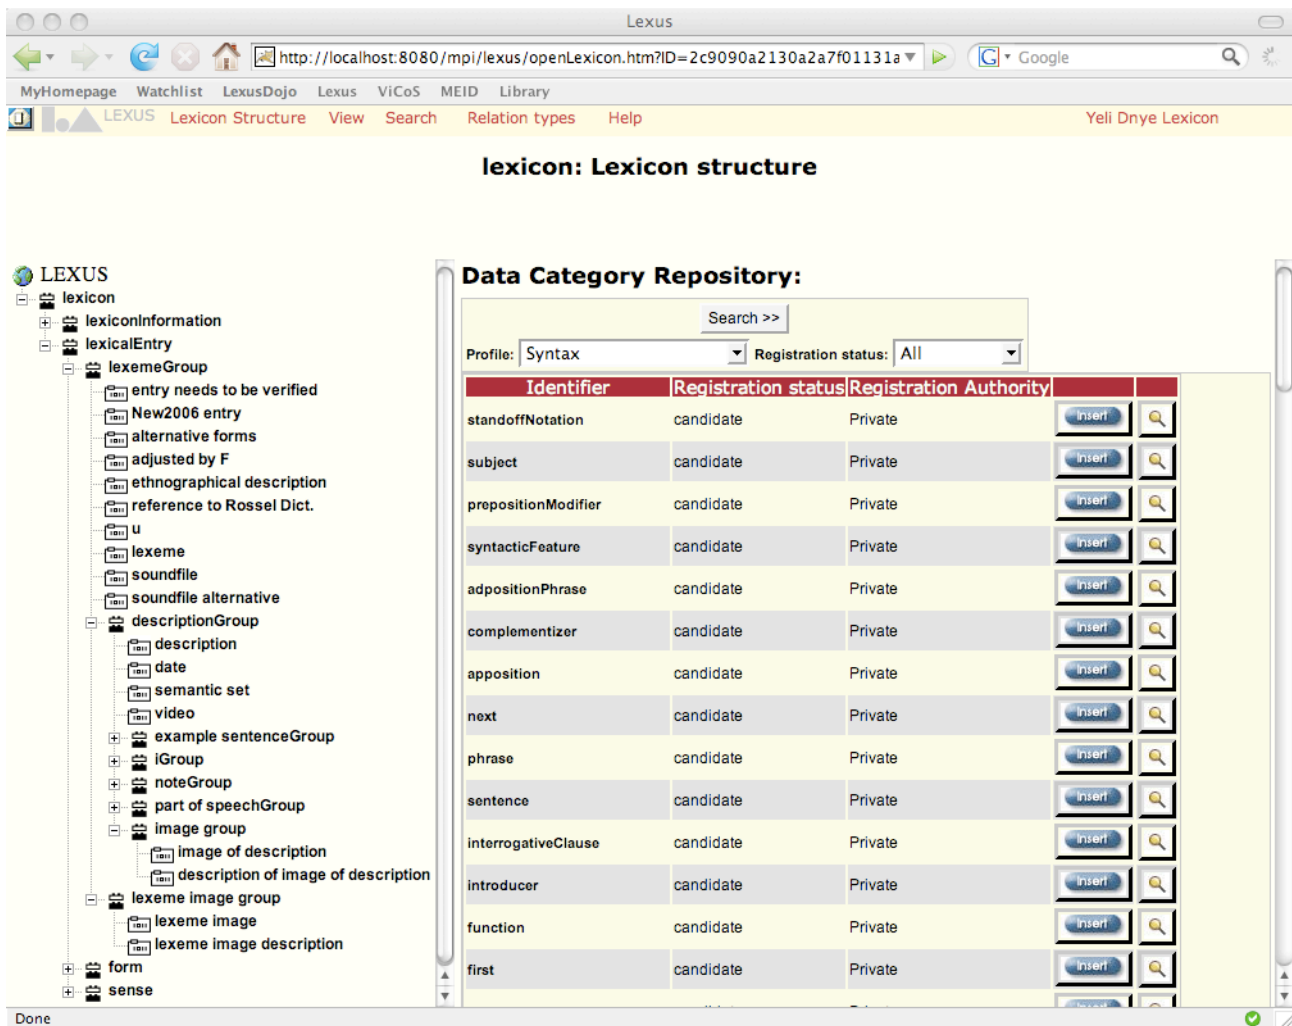 Lexus
http://localhost:8080/mpi/lexus/openLexicon.htm?ID=2c9090a2130a2a7f01131a
G Google
MyHomepage Watchlist LexusDojo Lexus ViCoS MEID Library
LEXUS Lexicon Structure View Search Relation types Help Yeli Dnye Lexicon
lexicon: Lexicon structure
LEXUS
lexicon
lexiconInformation
lexicalEntry
lexemeGroup
entry needs to be verified
New2006 entry
alternative forms
adjusted by F
ethnographical description
reference to Rossel Dict.
u
lexeme
soundfile
soundfile alternative
descriptionGroup
description
date
semantic set
video
example sentenceGroup
iGroup
noteGroup
part of speechGroup
image group
image of description
description of image of description
lexeme image group
lexeme image
lexeme image description
form
sense
Data Category Repository:
Search >>
Profile: Syntax Registration status: All
Identifier Registration status Registration Authority
standoffNotation candidate Private Insert
subject candidate Private Insert
prepositionModifier candidate Private Insert
syntacticFeature candidate Private Insert
adpositionPhrase candidate Private Insert
complementizer candidate Private Insert
apposition candidate Private Insert
next candidate Private Insert
phrase candidate Private Insert
sentence candidate Private Insert
interrogativeClause candidate Private Insert
introducer candidate Private Insert
function candidate Private Insert
first candidate Private Insert
Done